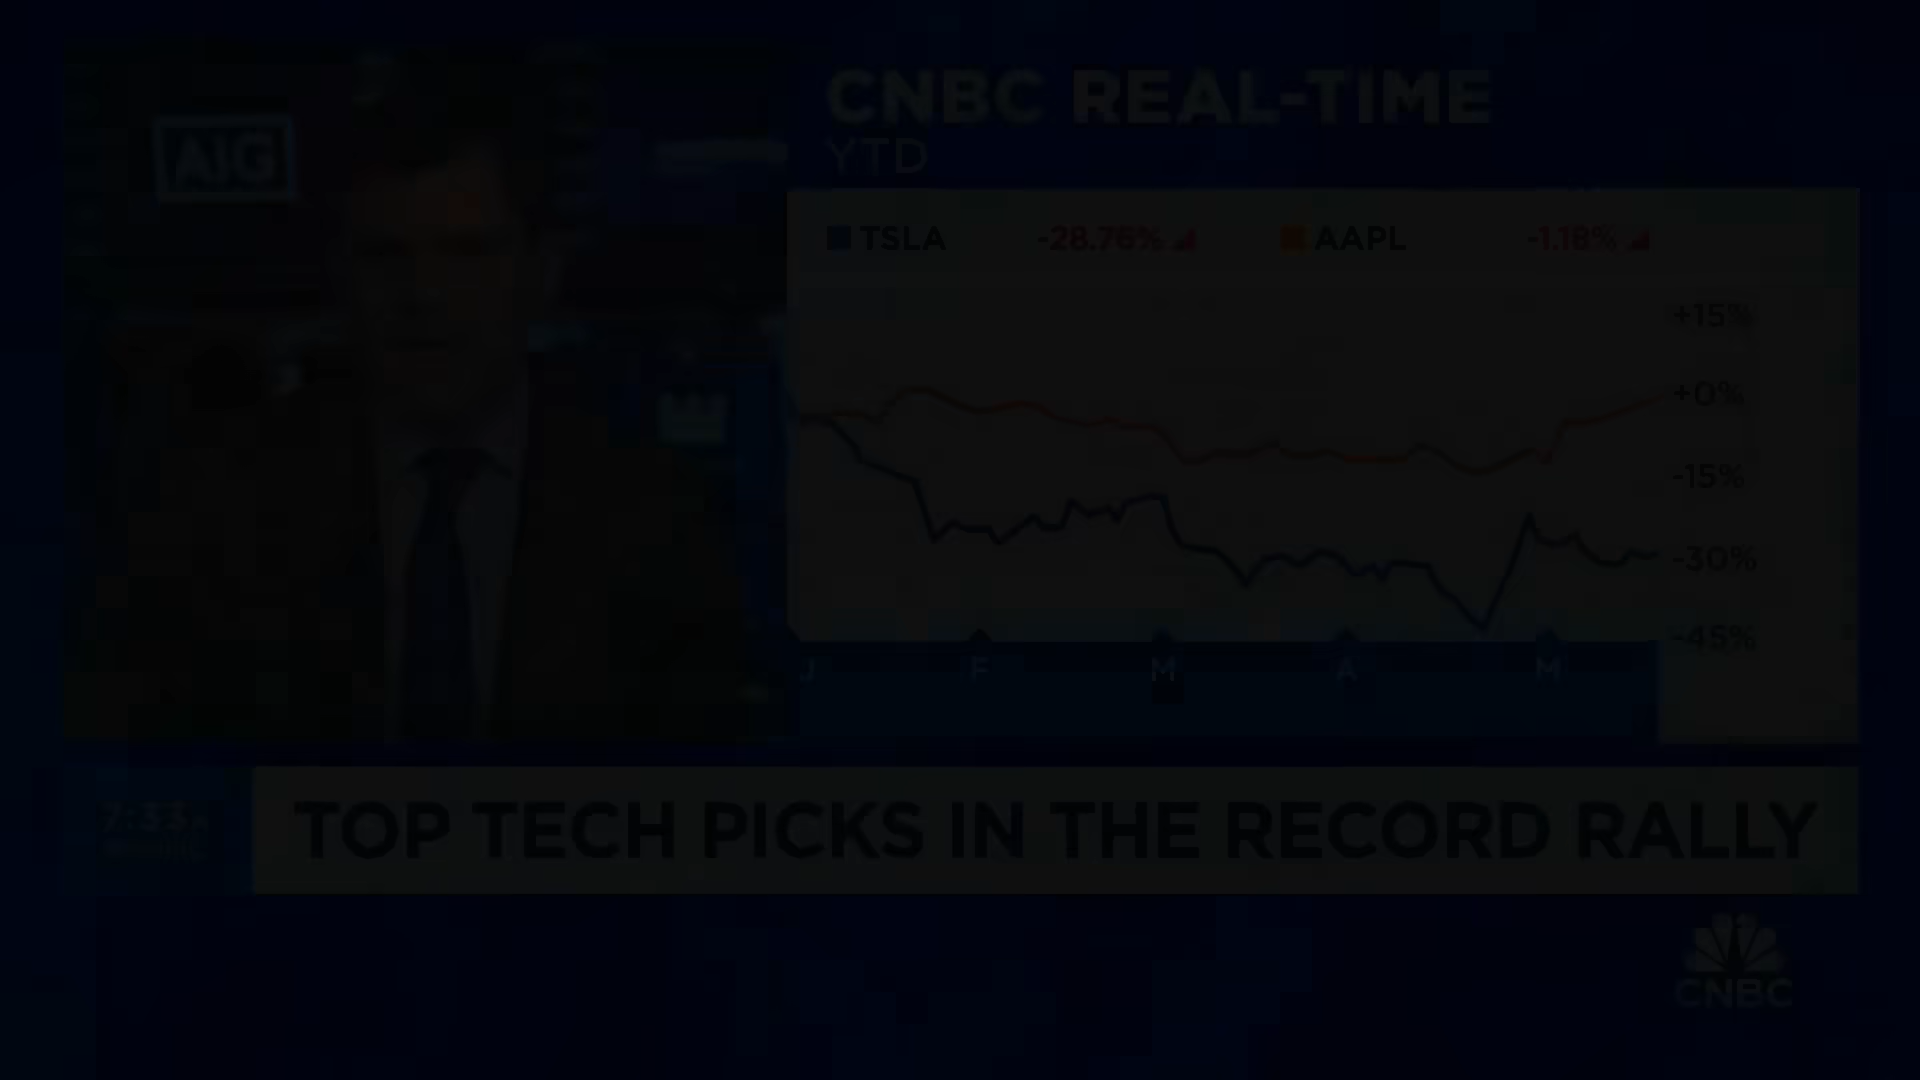 CNBC REAL-TIME
YTD
AIG
TSLA -28.76% AAPL -1.18%
+15%
+0%
-15%
-30%
-45%
J F M A M
TOP TECH PICKS IN THE RECORD RALLY
CNBC